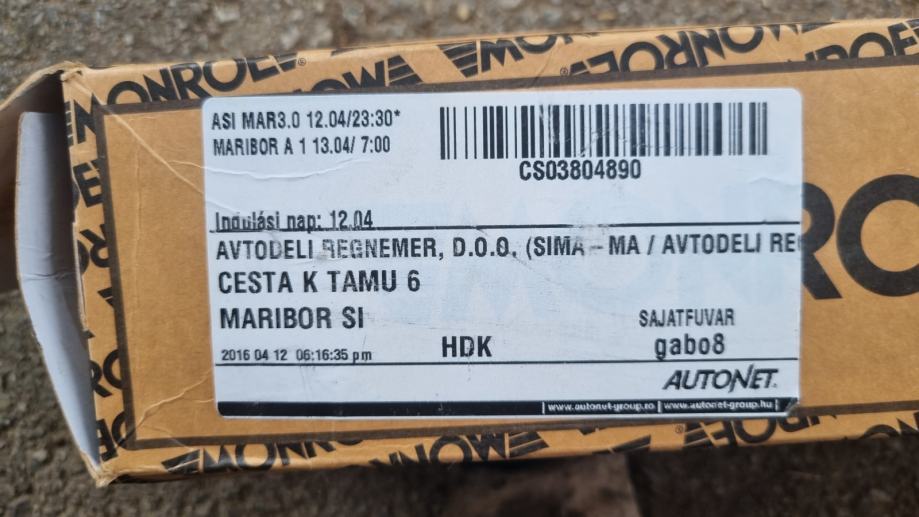 MONROE
ASI MAR3.0 12.04/23:30*
MARIBOR A 1 13.04/ 7:00
CS03804890
Indulási nap: 12.04
AVTODELI REGNEMER, D.O.O. (SIMA - MA / AVTODELI RE
CESTA K TAMU 6
MARIBOR SI
SAJATFUVAR
2016 04 12 06:16:35 pm
HDK
gabo8
AUTONET.
www.autonet-group.ro | www.autonet-group.hu
MONROE